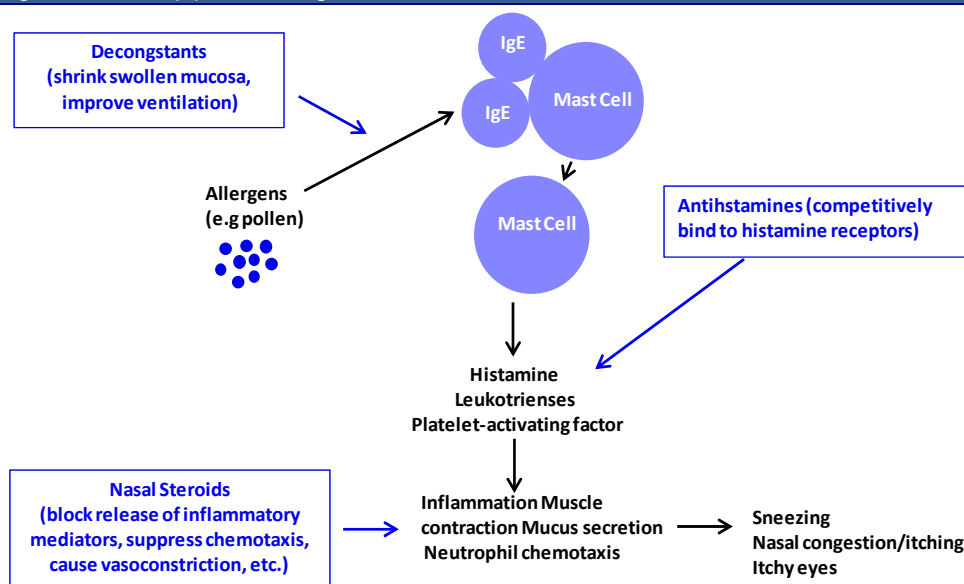 Decongstants
(shrink swollen mucosa,
improve ventilation)
IgE
IgE
Mast Cell
Allergens
(e.g pollen)
Mast Cell
Antihstamines (competitively
bind to histamine receptors)
Histamine
Leukotrienses
Platelet-activating factor
Nasal Steroids
(block release of inflammatory
mediators, suppress chemotaxis,
cause vasoconstriction, etc.)
Inflammation Muscle
contraction Mucus secretion
Neutrophil chemotaxis
Sneezing
Nasal congestion/itching
Itchy eyes